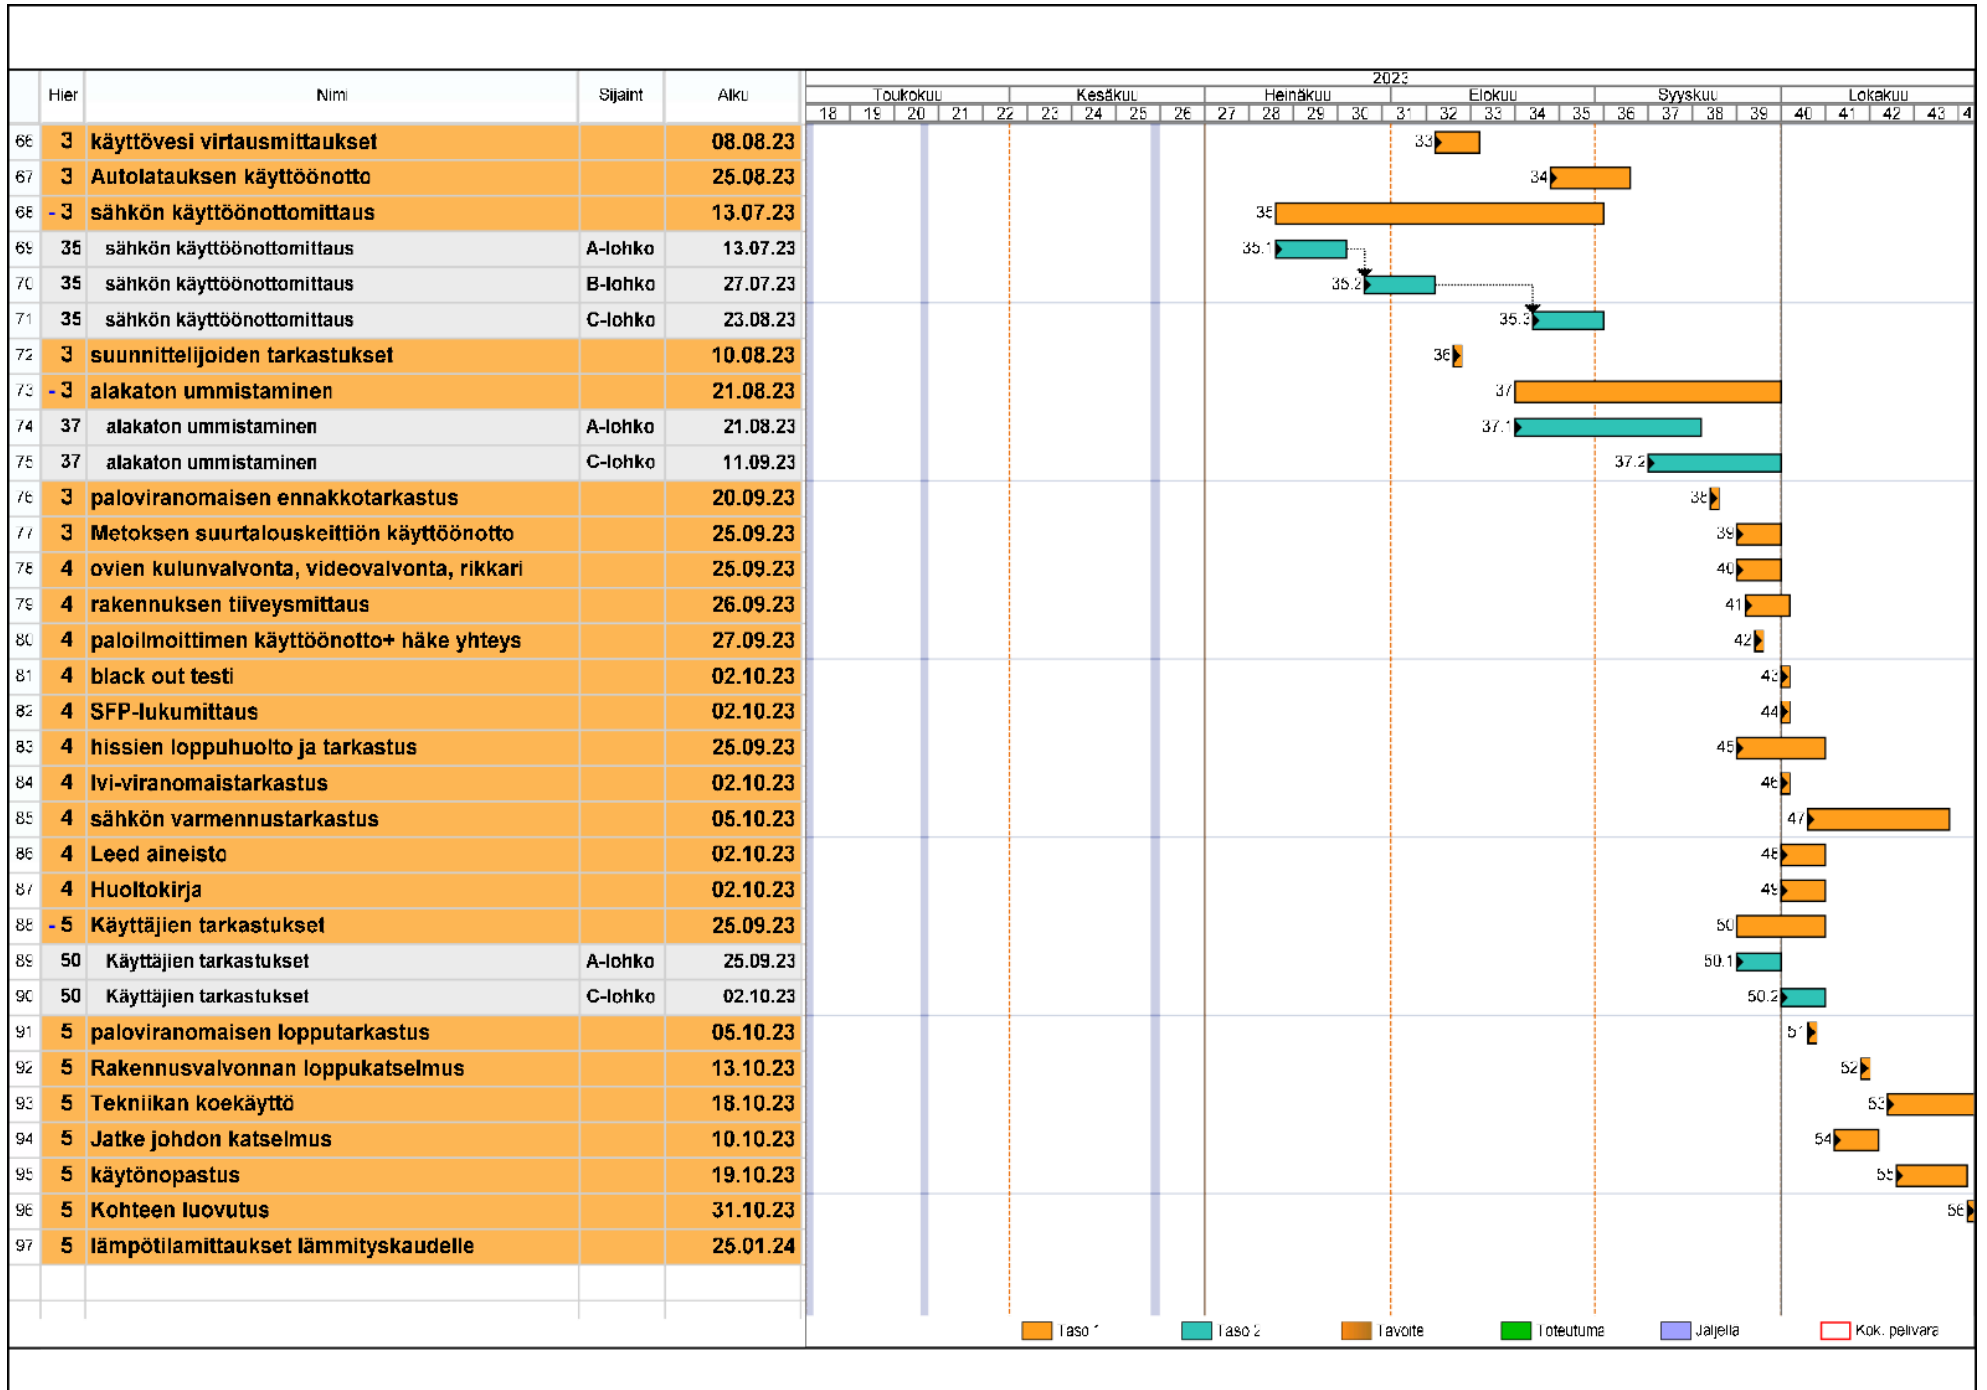 2023
Hier Nimi Sijaint Alku Toukokuu Kesäkuu Heinäkuu Elokuu Syyskuu Lokakuu
18 19 20 21 22 23 24 25 26 27 28 29 30 31 32 33 34 35 36 37 38 39 40 41 42 43 4
66 3 käyttövesi virtausmittaukset 08.08.23 33
67 3 Autolatauksen käyttöönotto 25.08.23 34
68 - 3 sähkön käyttöönottomittaus 13.07.23 35
69 35 sähkön käyttöönottomittaus A-lohko 13.07.23 35.1
70 35 sähkön käyttöönottomittaus B-lohko 27.07.23 35.2
71 35 sähkön käyttöönottomittaus C-lohko 23.08.23 35.3
72 3 suunnittelijoiden tarkastukset 10.08.23 36
73 - 3 alakaton ummistaminen 21.08.23 37
74 37 alakaton ummistaminen A-lohko 21.08.23 37.1
75 37 alakaton ummistaminen C-lohko 11.09.23 37.2
76 3 paloviranomaisen ennakkotarkastus 20.09.23 38
77 3 Metoksen suurtalouskeittiön käyttöönotto 25.09.23 39
78 4 ovien kulunvalvonta, videovalvonta, rikkari 25.09.23 40
79 4 rakennuksen tiiveysmittaus 26.09.23 41
80 4 paloilmoittimen käyttöönotto+ häke yhteys 27.09.23 42
81 4 black out testi 02.10.23 43
82 4 SFP-lukumittaus 02.10.23 44
83 4 hissien loppuhuolto ja tarkastus 25.09.23 45
84 4 lvi-viranomaistarkastus 02.10.23 46
85 4 sähkön varmennustarkastus 05.10.23 47
86 4 Leed aineisto 02.10.23 48
87 4 Huoltokirja 02.10.23 49
88 - 5 Käyttäjien tarkastukset 25.09.23 50
89 50 Käyttäjien tarkastukset A-lohko 25.09.23 50.1
90 50 Käyttäjien tarkastukset C-lohko 02.10.23 50.2
91 5 paloviranomaisen lopputarkastus 05.10.23 51
92 5 Rakennusvalvonnan loppukatselmus 13.10.23 52
93 5 Tekniikan koekäyttö 18.10.23 53
94 5 Jatke johdon katselmus 10.10.23 54
95 5 käytönopastus 19.10.23 55
96 5 Kohteen luovutus 31.10.23 56
97 5 lämpötilamittaukset lämmityskaudelle 25.01.24
Taso 1 Taso 2 Tavoite Toteutuma Jäljellä Kok. pelivara